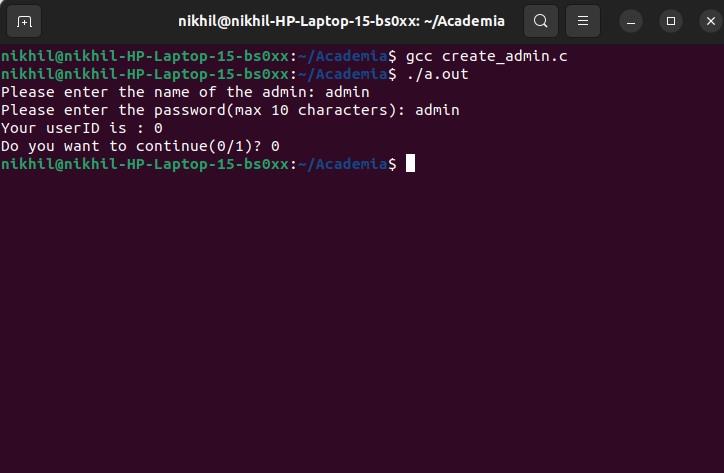 nikhil@nikhil-HP-Laptop-15-bs0xx: ~/Academia
nikhil@nikhil-HP-Laptop-15-bs0xx:~/Academia$ gcc create_admin.c
nikhil@nikhil-HP-Laptop-15-bs0xx:~/Academia$ ./a.out
Please enter the name of the admin: admin
Please enter the password(max 10 characters): admin
Your userID is : 0
Do you want to continue(0/1)? 0
nikhil@nikhil-HP-Laptop-15-bs0xx:~/Academia$